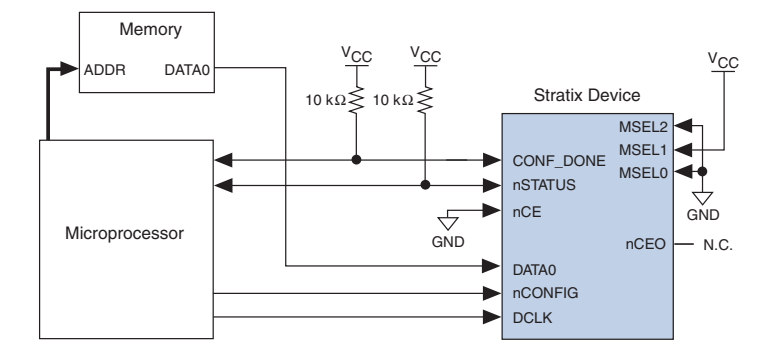 Memory
ADDR DATA0
VCC VCC
10 kΩ 10 kΩ
VCC
Stratix Device
MSEL2
MSEL1
MSEL0
CONF_DONE
nSTATUS
nCE
GND
GND
Microprocessor
nCEO N.C.
DATA0
nCONFIG
DCLK